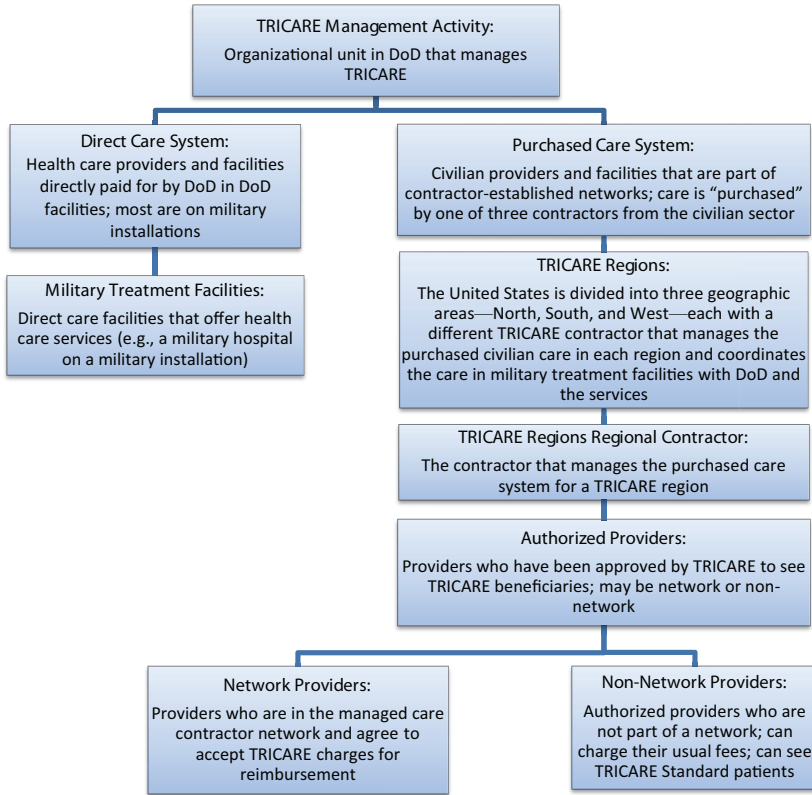 TRICARE Management Activity:
Organizational unit in DoD that manages
TRICARE
Direct Care System:
Health care providers and facilities
directly paid for by DoD in DoD
facilities; most are on military
installations
Purchased Care System:
Civilian providers and facilities that are part of
contractor-established networks; care is “purchased”
by one of three contractors from the civilian sector
Military Treatment Facilities:
Direct care facilities that offer health
care services (e.g., a military hospital
on a military installation)
TRICARE Regions:
The United States is divided into three geographic
areas—North, South, and West—each with a
different TRICARE contractor that manages the
purchased civilian care in each region and coordinates
the care in military treatment facilities with DoD and
the services
TRICARE Regions Regional Contractor:
The contractor that manages the purchased care
system for a TRICARE region
Authorized Providers:
Providers who have been approved by TRICARE to see
TRICARE beneficiaries; may be network or non-
network
Network Providers:
Providers who are in the managed care
contractor network and agree to
accept TRICARE charges for
reimbursement
Non-Network Providers:
Authorized providers who are
not part of a network; can
charge their usual fees; can see
TRICARE Standard patients